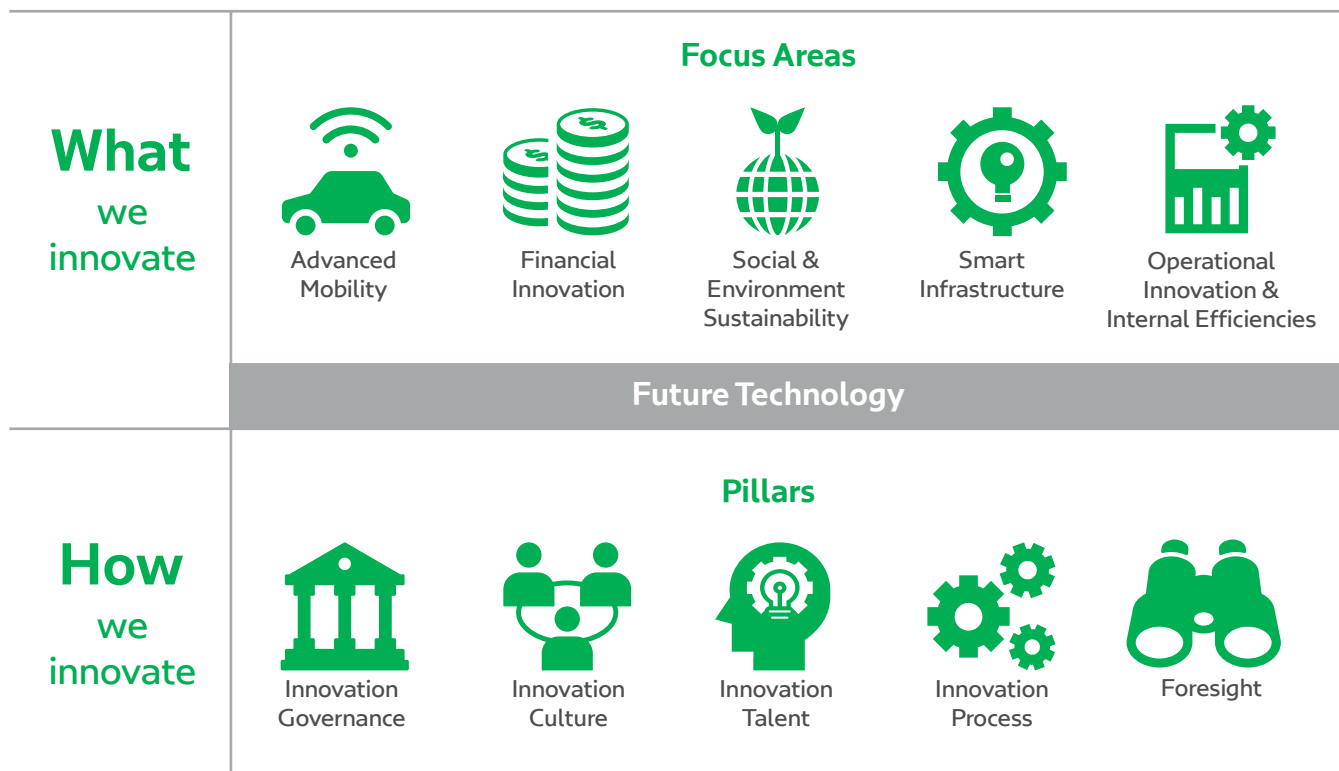 What
we
innovate
Focus Areas
Advanced
Mobility
Financial
Innovation
Social &
Environment
Sustainability
Smart
Infrastructure
Operational
Innovation &
Internal Efficiencies
Future Technology
How
we
innovate
Pillars
Innovation
Governance
Innovation
Culture
Innovation
Talent
Innovation
Process
Foresight